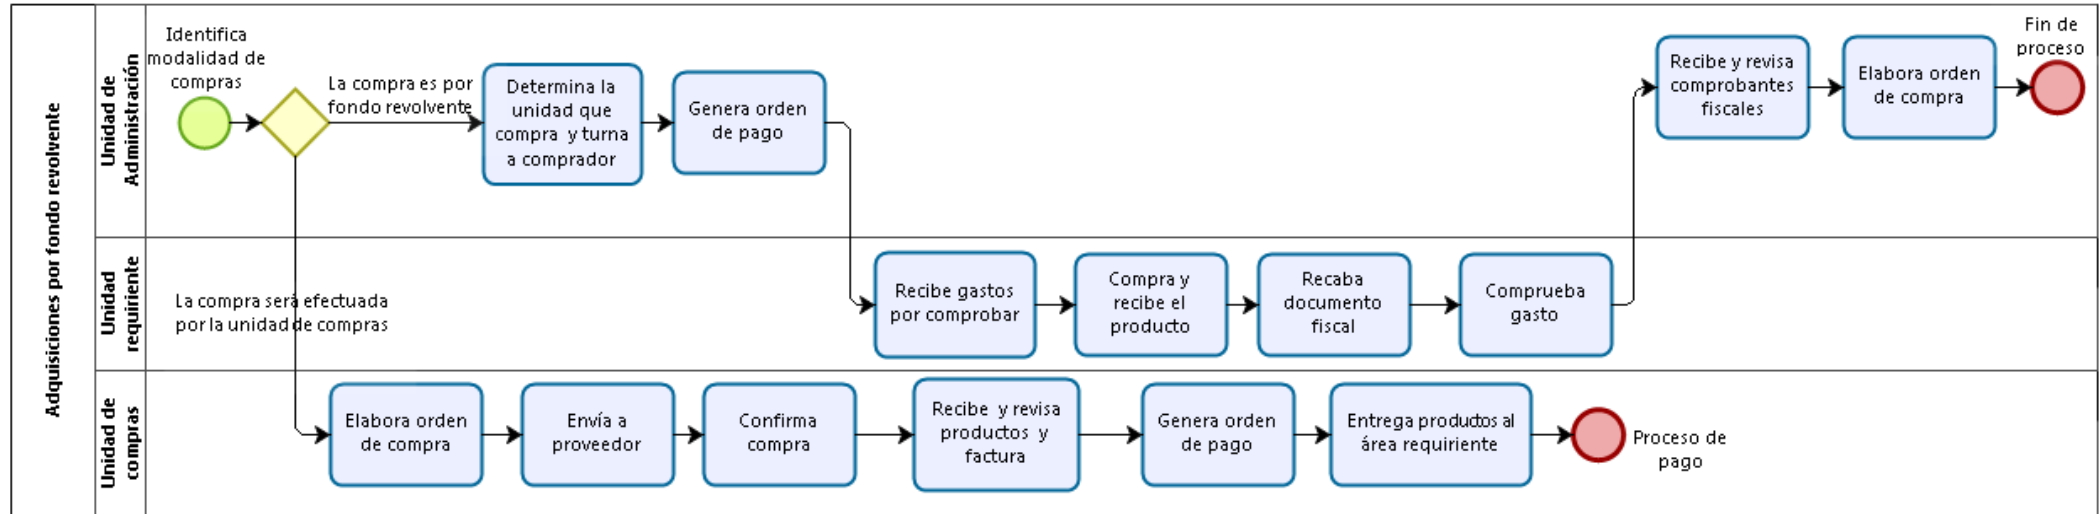 Adquisiciones por fondo revolvente
Unidad de
Administración
Identifica
modalidad de
compras
La compra es por
fondo revolvente
Determina la
unidad que
compra y turna
a comprador
Genera orden
de pago
Recibe y revisa
comprobantes
fiscales
Elabora orden
de compra
Fin de
proceso
Unidad
requiriente
La compra será efectuada
por la unidad de compras
Recibe gastos
por comprobar
Compra y
recibe el
producto
Recaba
documento
fiscal
Comprueba
gasto
Unidad de
compras
Elabora orden
de compra
Envía a
proveedor
Confirma
compra
Recibe y revisa
productos y
factura
Genera orden
de pago
Entrega productos al
área requiriente
Proceso de
pago